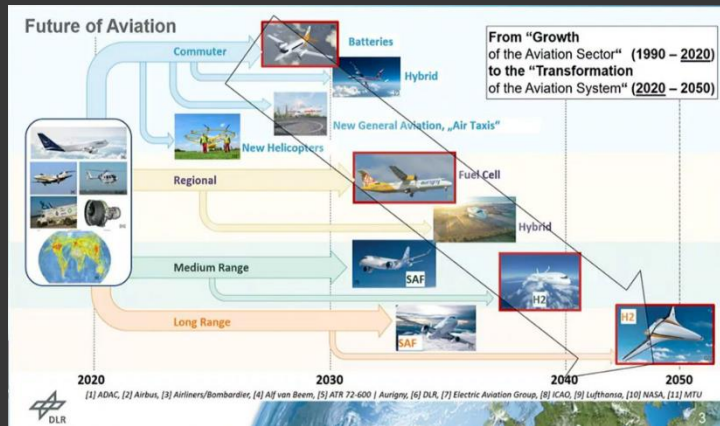 Future of Aviation
Commuter
Batteries
From “Growth
of the Aviation Sector“ (1990 – 2020)
to the “Transformation
of the Aviation System“ (2020 – 2050)
Hybrid
New General Aviation, „Air Taxis“
New Helicopters
Regional
Fuel Cell
Hybrid
Medium Range
SAF
H2
Long Range
SAF
H2
2020
2030
2040
2050
[1] ADAC, [2] Airbus, [3] Airliners/Bombardier, [4] Alf van Beem, [5] ATR 72-600 | Aurigny, [6] DLR, [7] Electric Aviation Group, [8] ICAO, [9] Lufthansa, [10] NASA, [11] MTU
DLR
3